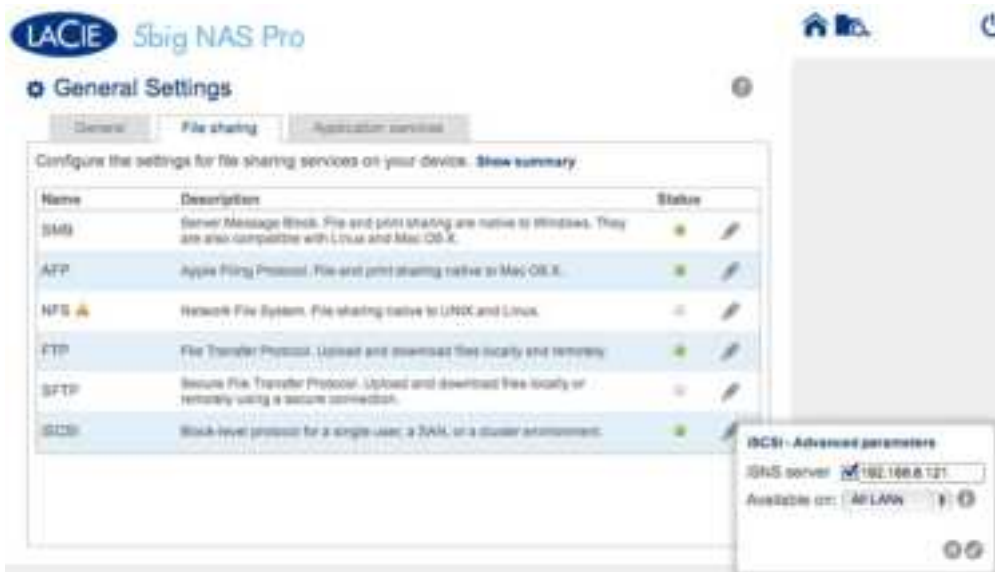 LACIE 5big NAS Pro
General Settings
General File sharing Application services
Configure the settings for file sharing services on your device. Show summary
Name Description Status
SMB Server Message Block. File and print sharing are native to Windows. They
are also compatible with Linux and Mac OS X.
AFP Apple Filing Protocol. File and print sharing native to Mac OS X.
NFS Network File System. File sharing native to UNIX and Linux.
FTP File Transfer Protocol. Upload and download files locally and remotely.
SFTP Secure File Transfer Protocol. Upload and download files locally or
remotely using a secure connection.
iSCSI Block-level protocol for a single user, a SAN, or a cluster environment.
iSCSI - Advanced parameters
iSNS server 192.168.8.121
Available on: All LANs